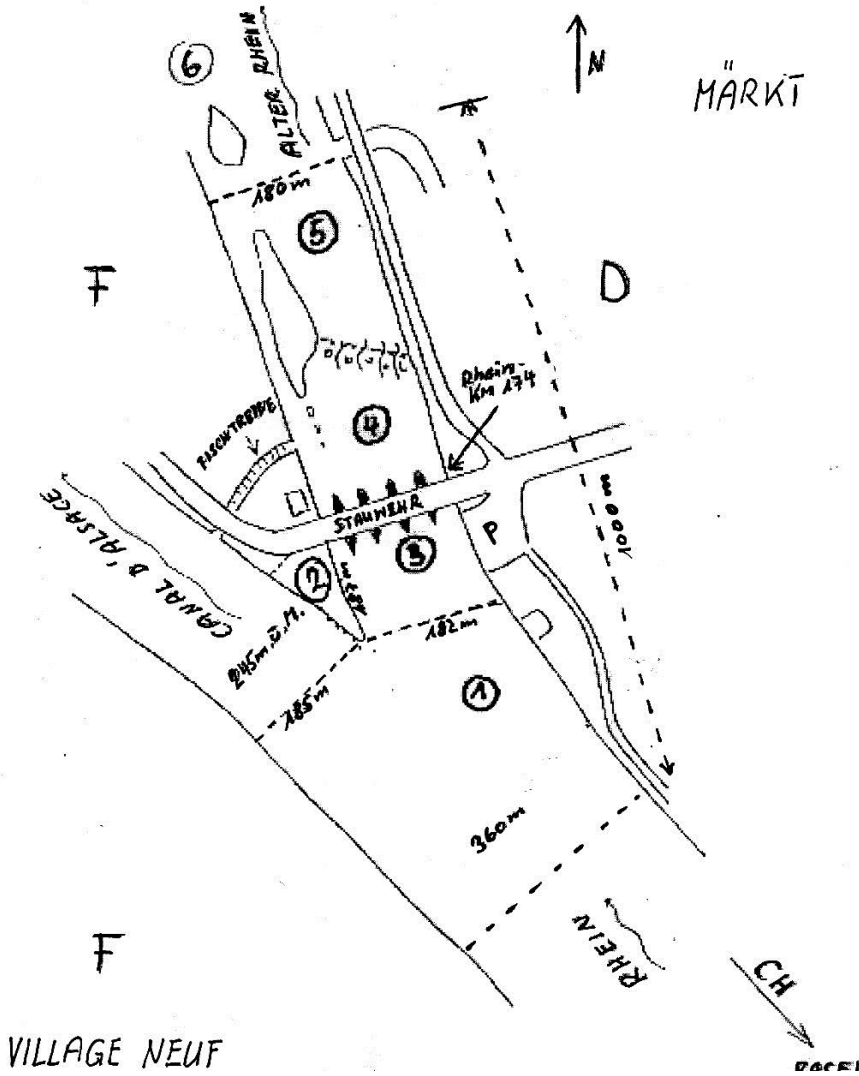 6
ALTER RHEIN
N
MÄRKT
180m
5
F
D
Rhein-
Km 174
FISCHTREPPE
4
STAUWEHR
1000m
CANAL D'ALSACE
P
3
2
182m
245m ü.M.
185m
1
360m
RHEIN
F
CH
VILLAGE NEUF